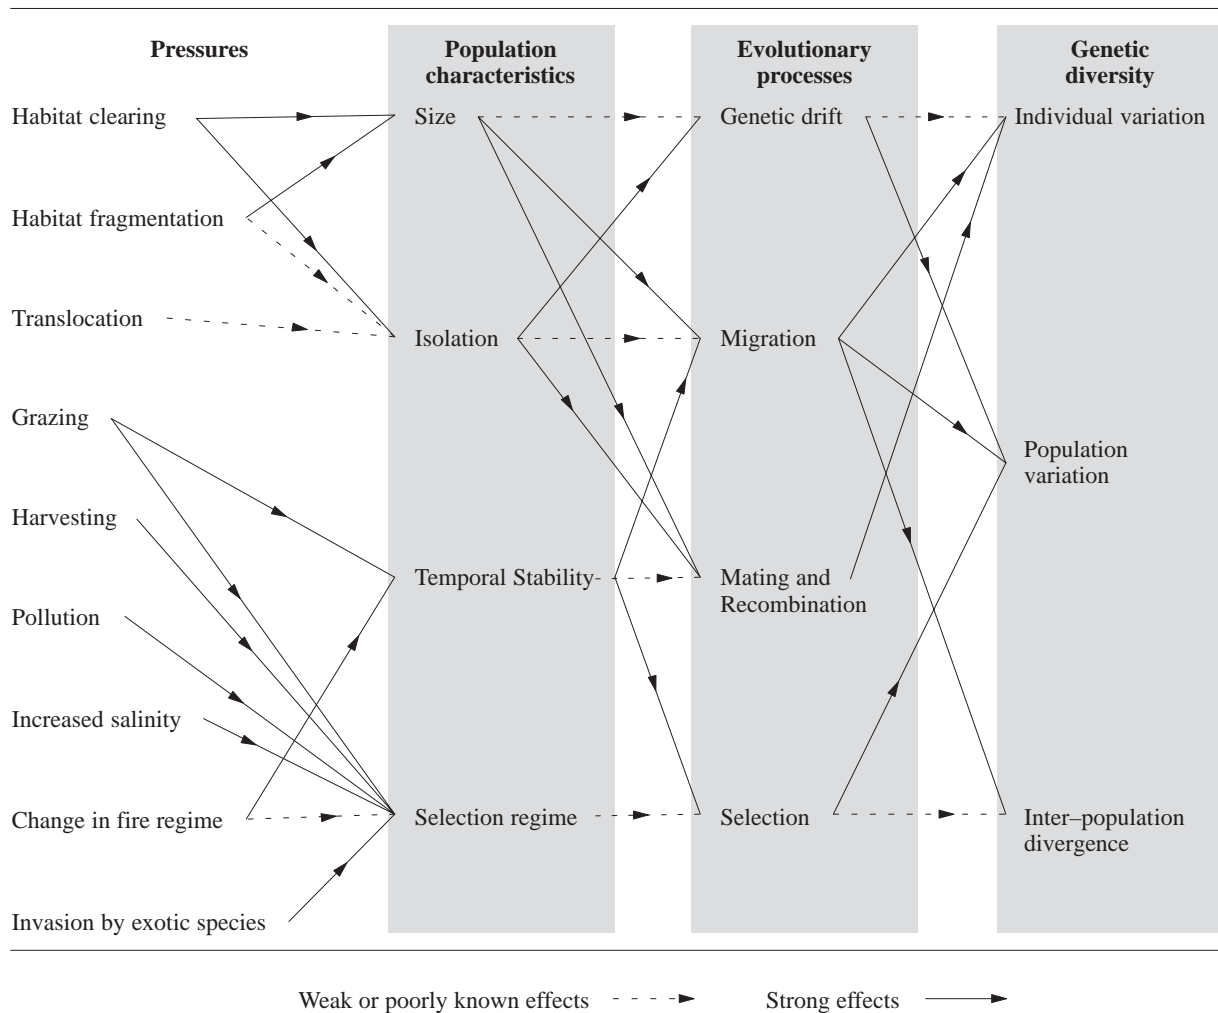 Pressures
Population
characteristics
Evolutionary
processes
Genetic
diversity
Habitat clearing
Size
Genetic drift
Individual variation
Habitat fragmentation
Translocation
Isolation
Migration
Grazing
Population
variation
Harvesting
Temporal Stability
Mating and
Recombination
Pollution
Increased salinity
Change in fire regime
Selection regime
Selection
Inter–population
divergence
Invasion by exotic species
Weak or poorly known effects
Strong effects